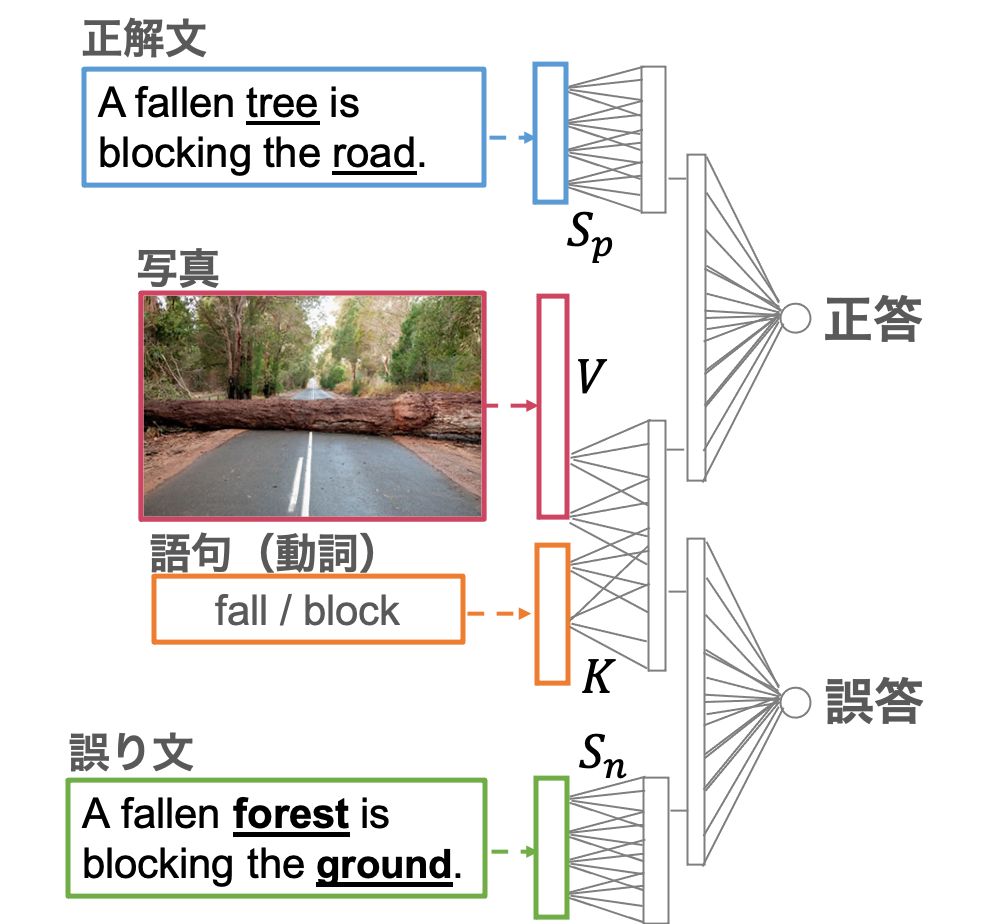 正解文
A fallen tree is
blocking the road.
S_p
写真
V
正答
語句（動詞）
fall / block
K
誤答
誤り文
S_n
A fallen forest is
blocking the ground.